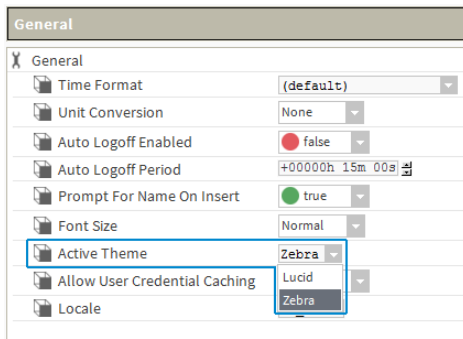 General
General
Time Format (default)
Unit Conversion None
Auto Logoff Enabled false
Auto Logoff Period +00000h 15m 00s
Prompt For Name On Insert true
Font Size Normal
Active Theme Zebra
Lucid
Allow User Credential Caching
Zebra
Locale